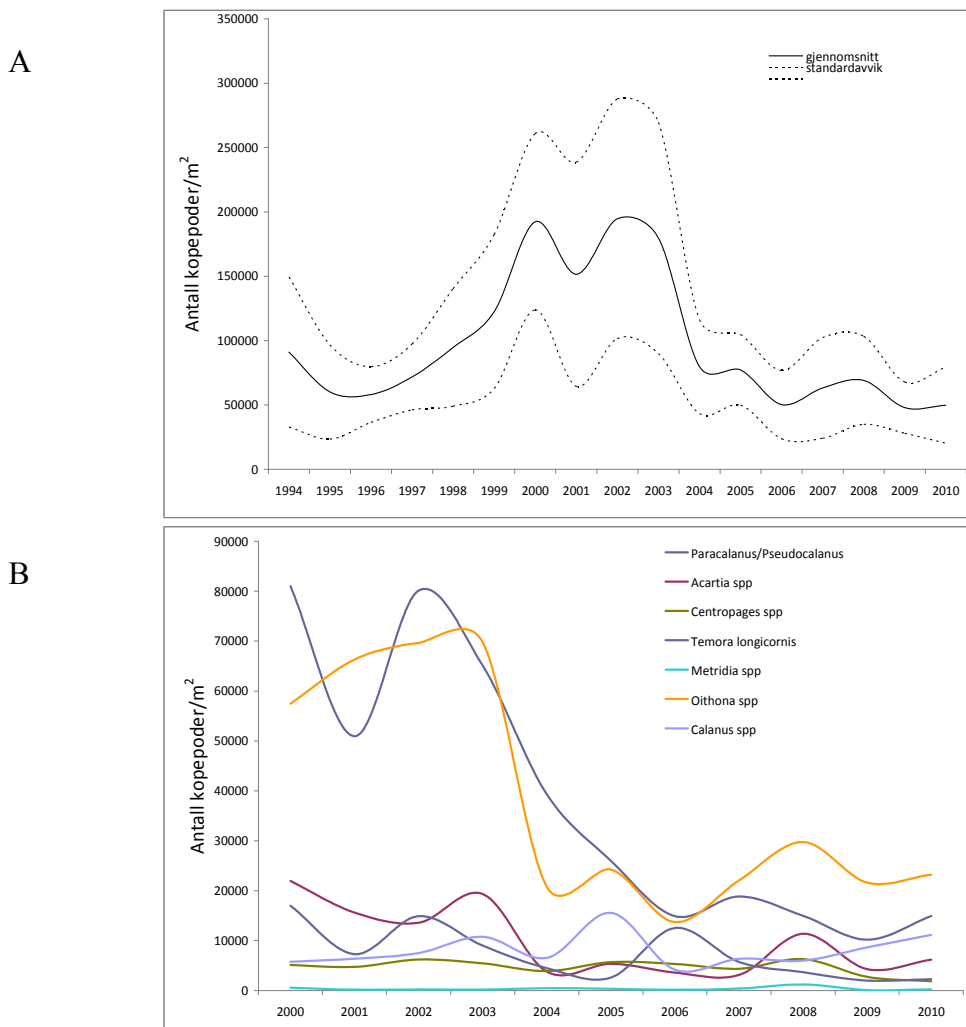 A
Antall kopepoder/m²
350000
300000
250000
200000
150000
100000
50000
0
gjennomsnitt
standardavvik
1994 1995 1996 1997 1998 1999 2000 2001 2002 2003 2004 2005 2006 2007 2008 2009 2010
B
Antall kopepoder/m²
90000
80000
70000
60000
50000
40000
30000
20000
10000
0
Paracalanus/Pseudocalanus
Acartia spp
Centropages spp
Temora longicornis
Metridia spp
Oithona spp
Calanus spp
2000 2001 2002 2003 2004 2005 2006 2007 2008 2009 2010